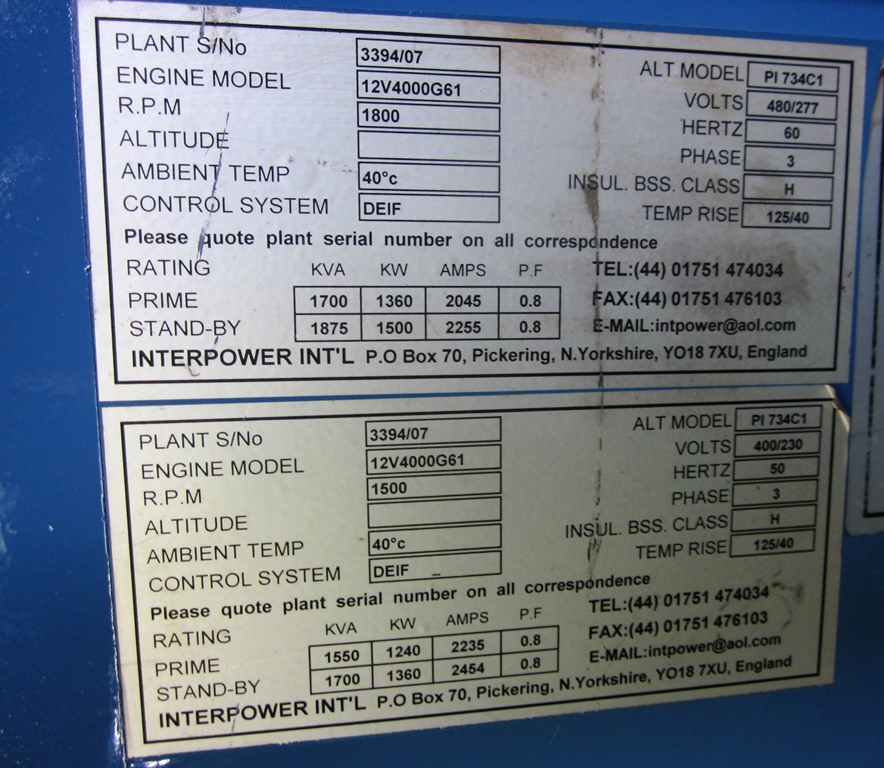 PLANT S/No 3394/07 ALT MODEL PI 734C1
ENGINE MODEL 12V4000G61 VOLTS 480/277
R.P.M 1800 HERTZ 60
ALTITUDE PHASE 3
AMBIENT TEMP 40°c INSUL. BSS. CLASS H
CONTROL SYSTEM DEIF TEMP RISE 125/40
Please quote plant serial number on all correspondence
RATING KVA KW AMPS P.F TEL:(44) 01751 474034
PRIME 1700 1360 2045 0.8 FAX:(44) 01751 476103
STAND-BY 1875 1500 2255 0.8 E-MAIL:intpower@aol.com
INTERPOWER INT'L P.O Box 70, Pickering, N.Yorkshire, YO18 7XU, England
PLANT S/No 3394/07 ALT MODEL PI 734C1
ENGINE MODEL 12V4000G61 VOLTS 400/230
R.P.M 1500 HERTZ 50
ALTITUDE PHASE 3
AMBIENT TEMP 40°c INSUL. BSS. CLASS H
CONTROL SYSTEM DEIF _ TEMP RISE 125/40
Please quote plant serial number on all correspondence
RATING KVA KW AMPS P.F TEL:(44) 01751 474034
PRIME 1550 1240 2235 0.8 FAX:(44) 01751 476103
STAND-BY 1700 1360 2454 0.8 E-MAIL:intpower@aol.com
INTERPOWER INT'L P.O Box 70, Pickering, N.Yorkshire, YO18 7XU, England